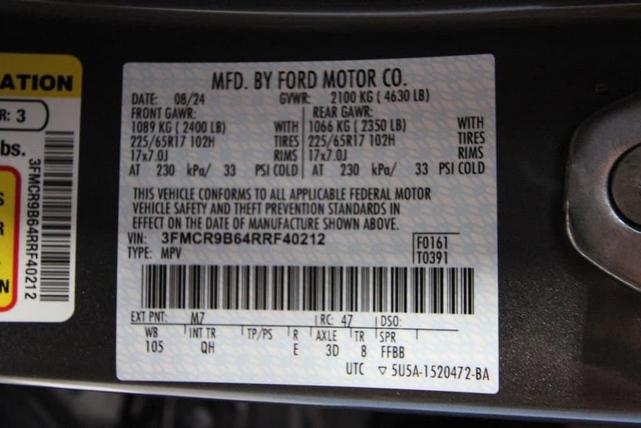 ATION
R: 3
bs.
3FMCR9B64RRF40212
S
R
N
MFD. BY FORD MOTOR CO.
DATE: 08/24 GVWR: 2100 KG ( 4630 LB)
FRONT GAWR: REAR GAWR:
1089 KG ( 2400 LB) WITH 1066 KG ( 2350 LB) WITH
225/65R17 102H TIRES 225/65R17 102H TIRES
17x7.0J RIMS 17x7.0J RIMS
AT 230 kPa/ 33 PSI COLD AT 230 kPa/ 33 PSI COLD
THIS VEHICLE CONFORMS TO ALL APPLICABLE FEDERAL MOTOR
VEHICLE SAFETY AND THEFT PREVENTION STANDARDS IN
EFFECT ON THE DATE OF MANUFACTURE SHOWN ABOVE.
VIN: 3FMCR9B64RRF40212 F0161
TYPE: MPV T0391
EXT PNT: M7 RC: 47 DSO:
WB INT TR TP/PS R AXLE TR SPR
105 QH E 3D 8 FFBB
UTC ▽ 5U5A-1520472-BA